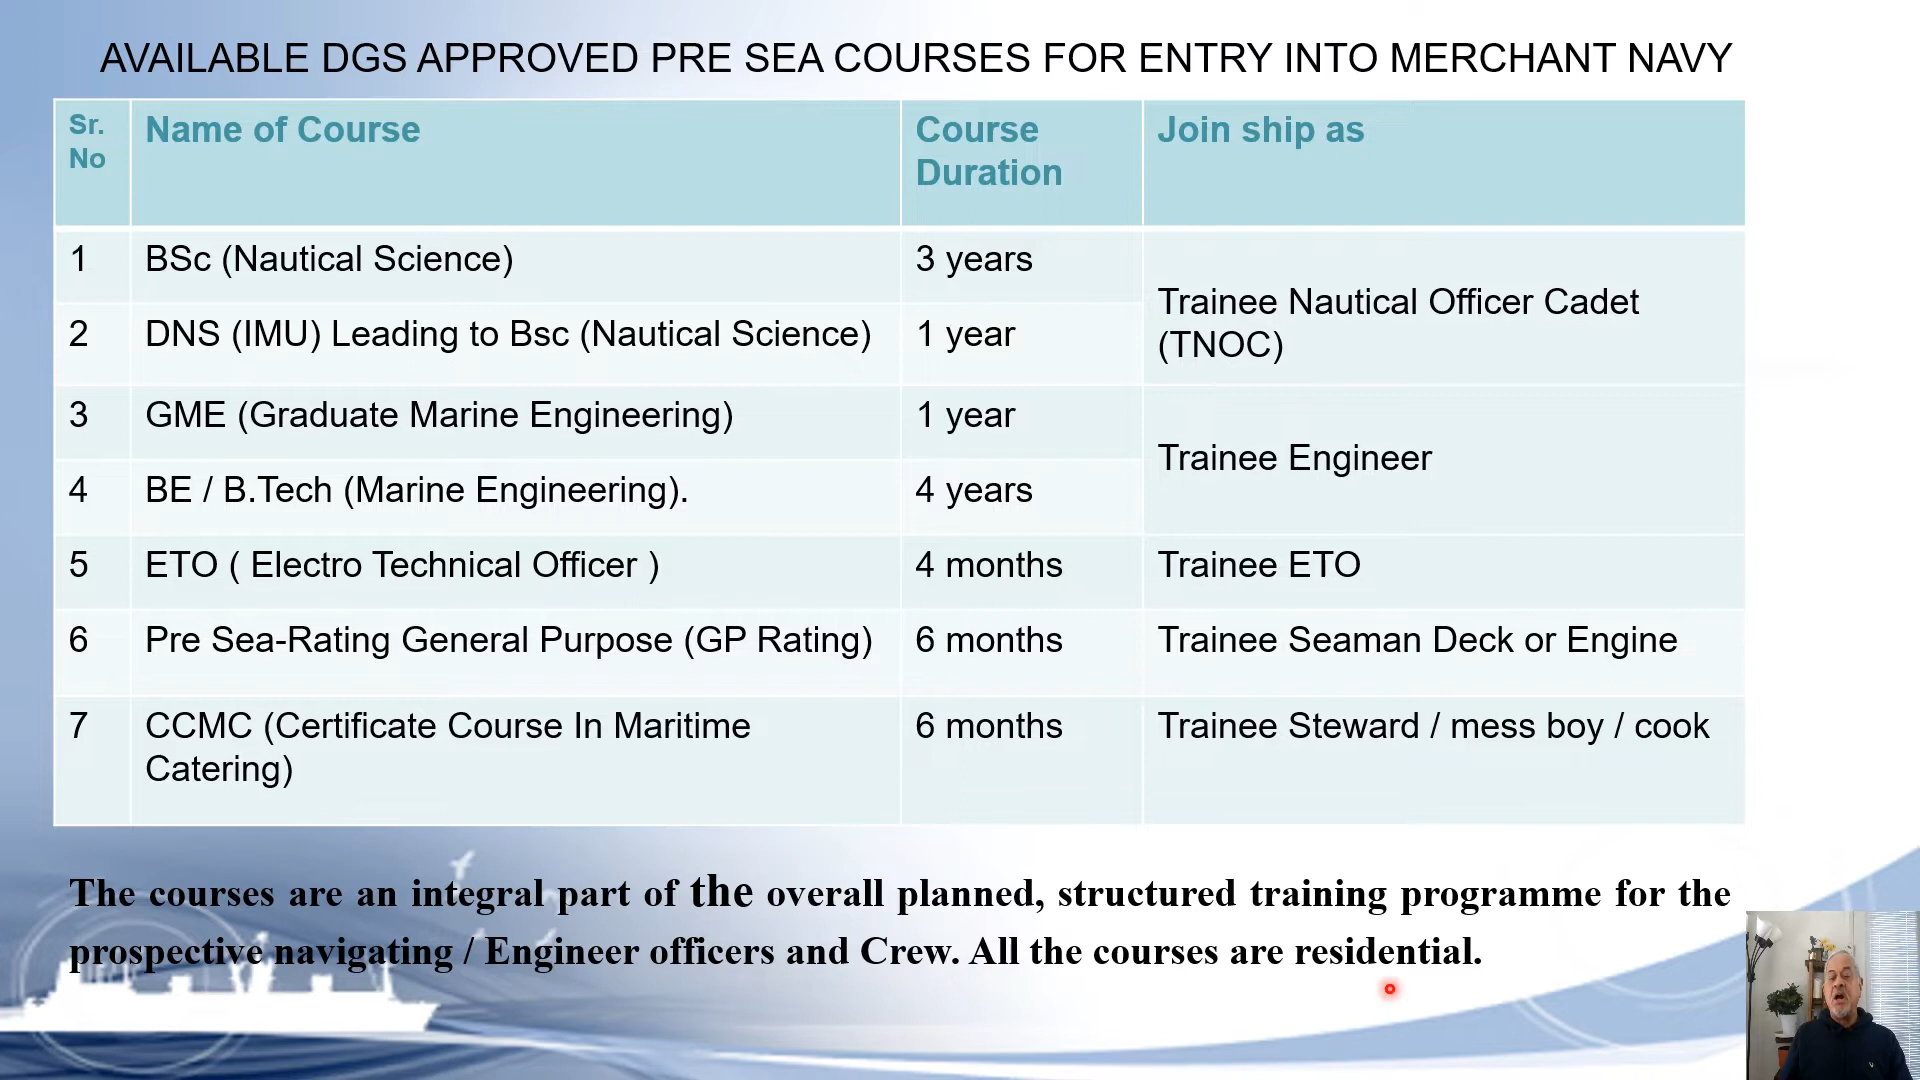 AVAILABLE DGS APPROVED PRE SEA COURSES FOR ENTRY INTO MERCHANT NAVY
Sr. No
Name of Course
Course Duration
Join ship as
1
BSc (Nautical Science)
3 years
Trainee Nautical Officer Cadet
(TNOC)
2
DNS (IMU) Leading to Bsc (Nautical Science)
1 year
3
GME (Graduate Marine Engineering)
1 year
Trainee Engineer
4
BE / B.Tech (Marine Engineering).
4 years
5
ETO ( Electro Technical Officer )
4 months
Trainee ETO
6
Pre Sea-Rating General Purpose (GP Rating)
6 months
Trainee Seaman Deck or Engine
7
CCMC (Certificate Course In Maritime
Catering)
6 months
Trainee Steward / mess boy / cook
The courses are an integral part of the overall planned, structured training programme for the
prospective navigating / Engineer officers and Crew. All the courses are residential.